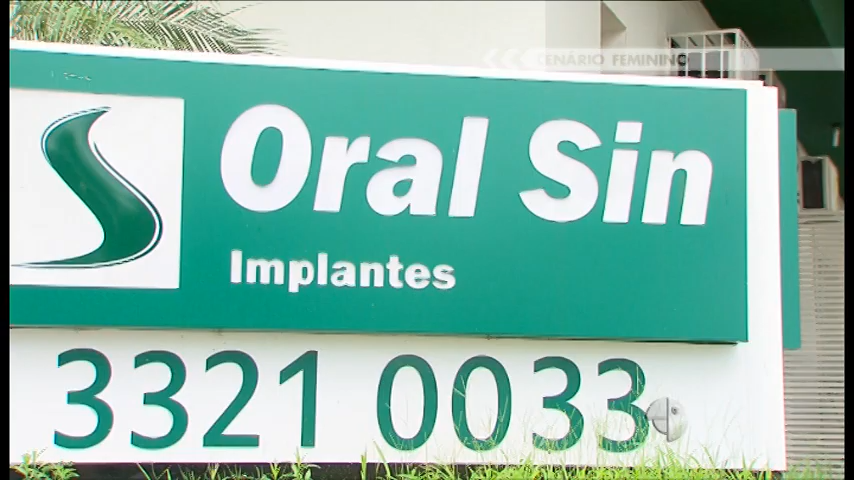 CENÁRIO FEMININO
Oral Sin
Implantes
3321 0033